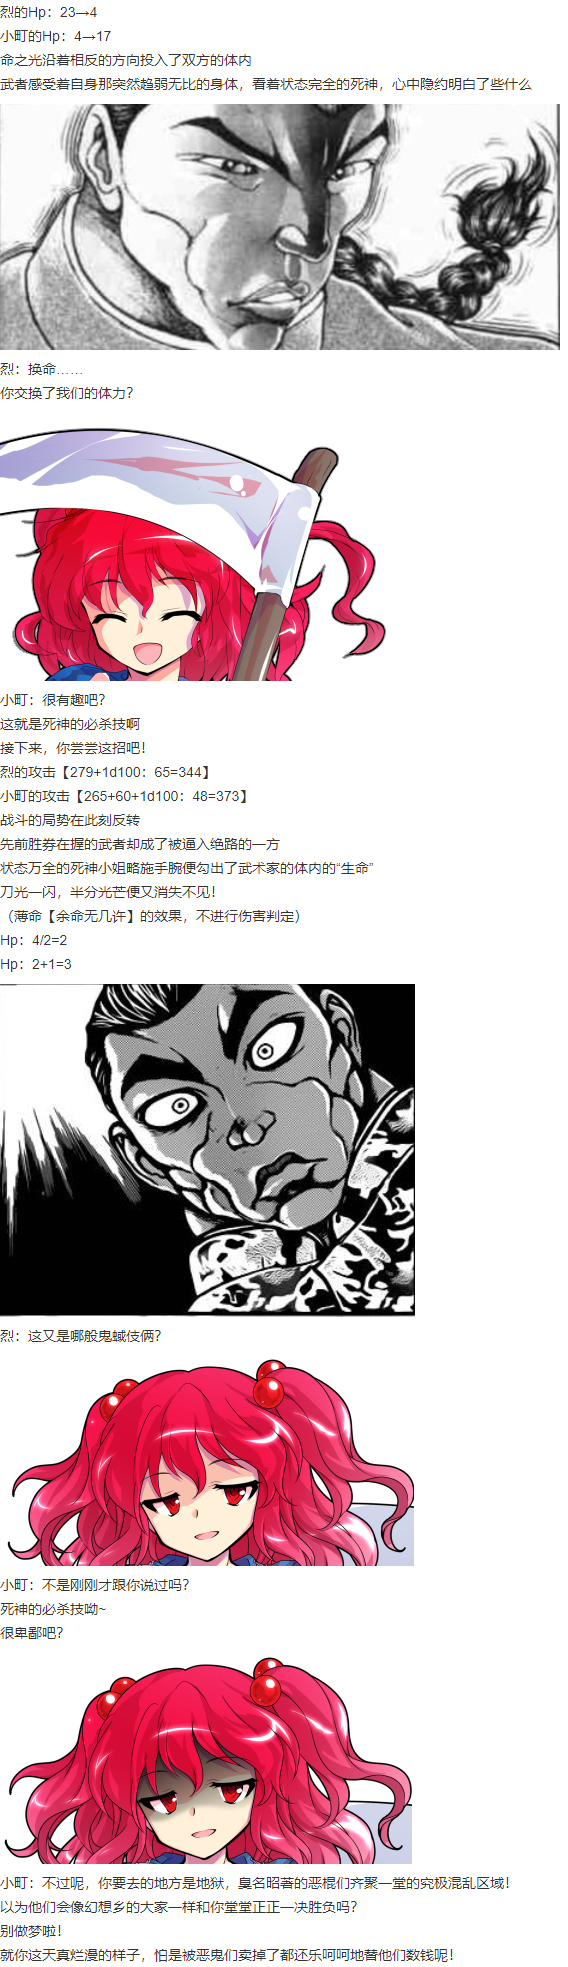 烈的Hp：23→4
小町的Hp：4→17
命之光沿着相反的方向投入了双方的体内
武者感受着自身那突然趋弱无比的身体，看着状态完全的死神，心中隐约明白了些什么
烈：换命……
你交换了我们的体力？
小町：很有趣吧？
这就是死神的必杀技啊
接下来，你尝尝这招吧！
烈的攻击【279+1d100：65=344】
小町的攻击【265+60+1d100：48=373】
战斗的局势在此刻反转
先前胜券在握的武者却成了被逼入绝路的一方
状态万全的死神小姐略施手腕便勾出了武术家的体内的“生命”
刀光一闪，半分光芒便又消失不见！
（薄命【余命无几许】的效果，不进行伤害判定）
Hp：4/2=2
Hp：2+1=3
烈：这又是哪般鬼蜮伎俩？
小町：不是刚刚才跟你说过吗？
死神的必杀技呦~
很卑鄙吧？
小町：不过呢，你要去的地方是地狱，臭名昭著的恶棍们齐聚一堂的究极混乱区域！
以为他们会像幻想乡的大家一样和你堂堂正正一决胜负吗？
别做梦啦！
就你这天真烂漫的样子，怕是被恶鬼们卖掉了都还乐呵呵地替他们数钱呢！